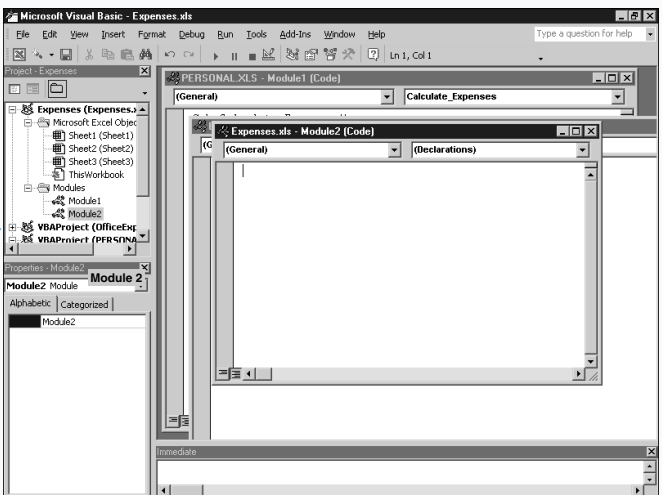 Microsoft Visual Basic - Expenses.xls
File Edit View Insert Format Debug Run Tools Add-Ins Window Help
Type a question for help
Ln 1, Col 1
Project - Expenses
Expenses (Expenses.x
Microsoft Excel Objec
Sheet1 (Sheet1)
Sheet2 (Sheet2)
Sheet3 (Sheet3)
ThisWorkbook
Modules
Module1
Module2
VBAProject (OfficeExp
VBAProject (PERSONA
Properties - Module2
Module 2
Module2 Module
Alphabetic Categorized
Module2
PERSONAL.XLS - Module1 (Code)
(General) Calculate_Expenses
(G
Expenses.xls - Module2 (Code)
(General) (Declarations)
Immediate